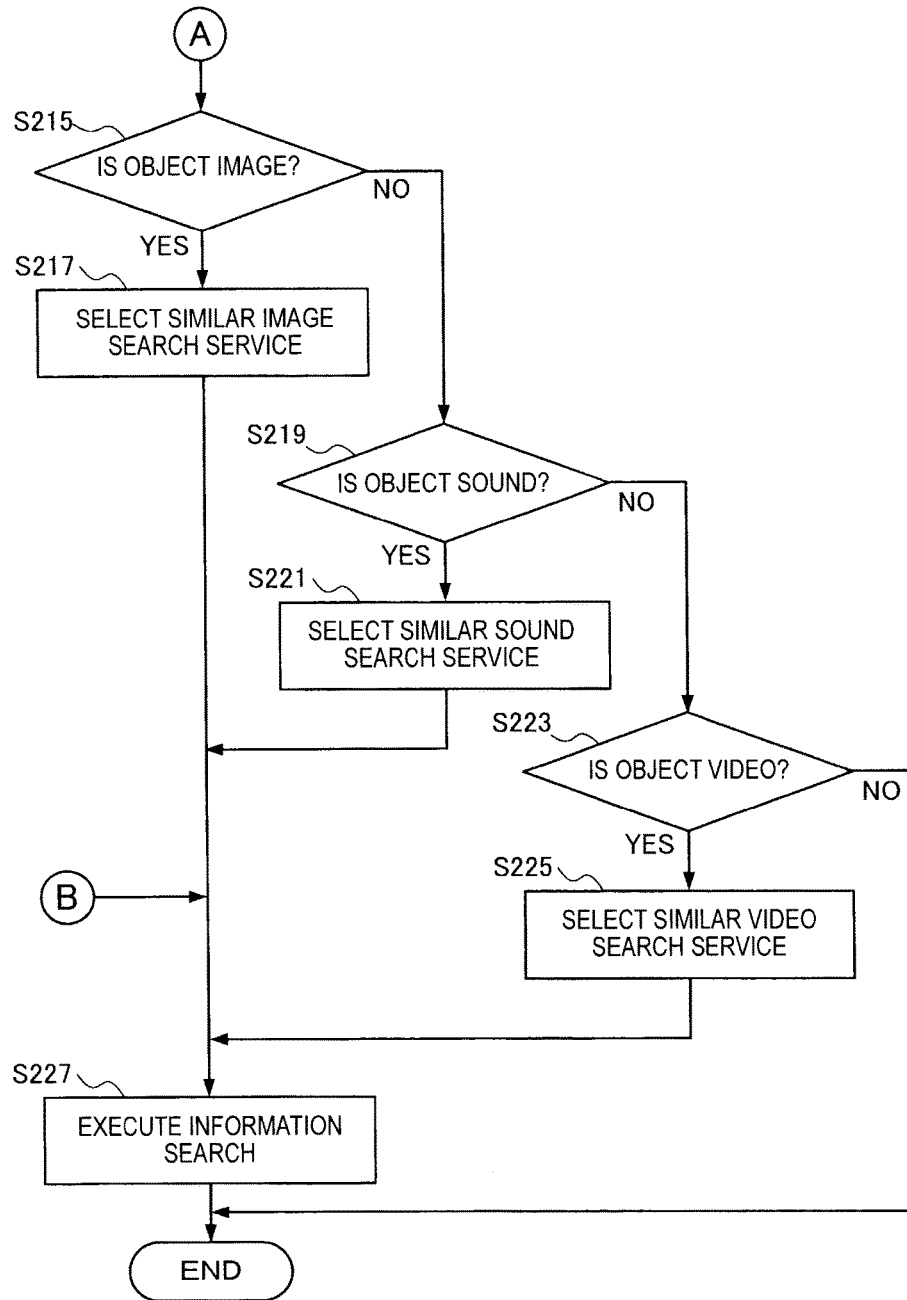 A
S215
IS OBJECT IMAGE?
NO
YES
S217
SELECT SIMILAR IMAGE
SEARCH SERVICE
S219
IS OBJECT SOUND?
NO
YES
S221
SELECT SIMILAR SOUND
SEARCH SERVICE
S223
IS OBJECT VIDEO?
NO
YES
B
S225
SELECT SIMILAR VIDEO
SEARCH SERVICE
S227
EXECUTE INFORMATION
SEARCH
END